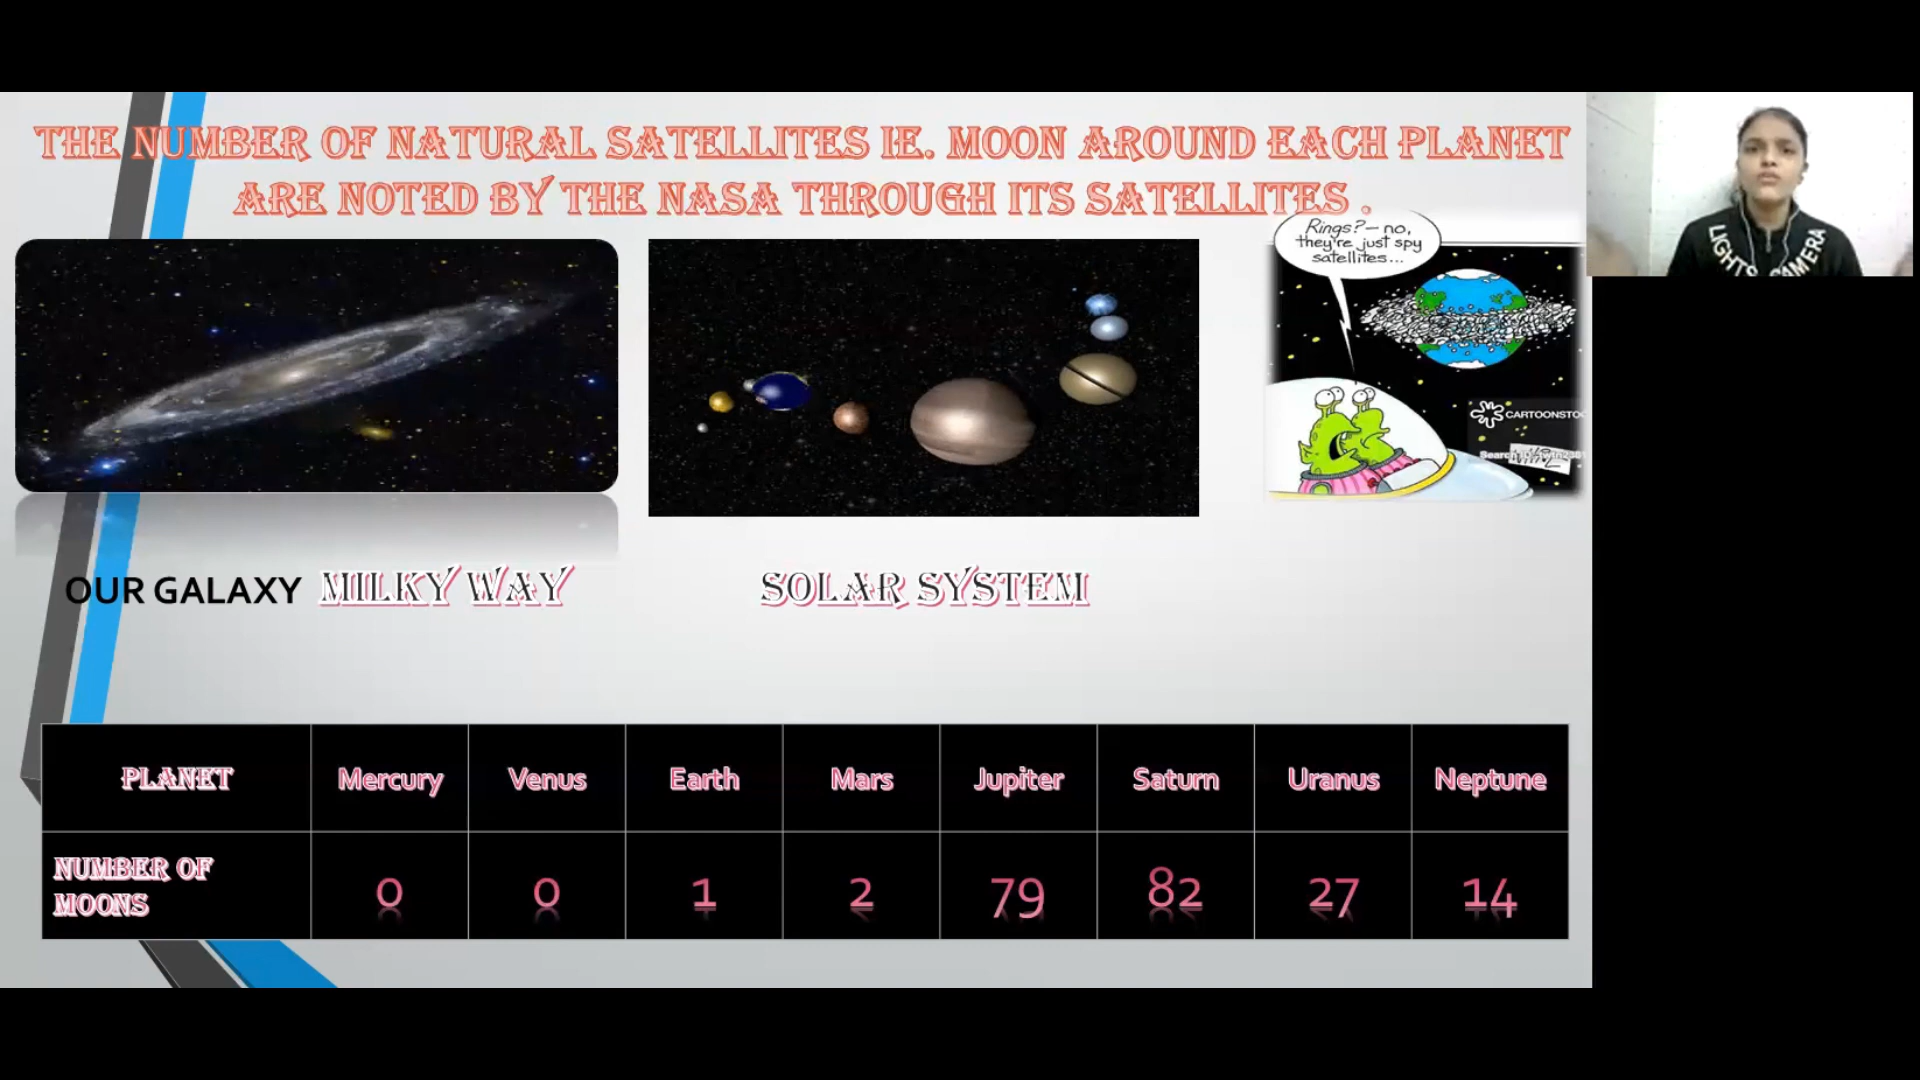 THE NUMBER OF NATURAL SATELLITES IE. MOON AROUND EACH PLANET
ARE NOTED BY THE NASA THROUGH ITS SATELLITES .
Rings? – no,
they're just spy
satellites...
CARTOONSTO
Search
OUR GALAXY MILKY WAY
SOLAR SYSTEM
PLANET Mercury Venus Earth Mars Jupiter Saturn Uranus Neptune
NUMBER OF
MOONS 0 0 1 2 79 82 27 14
LIGHTS CAMERA